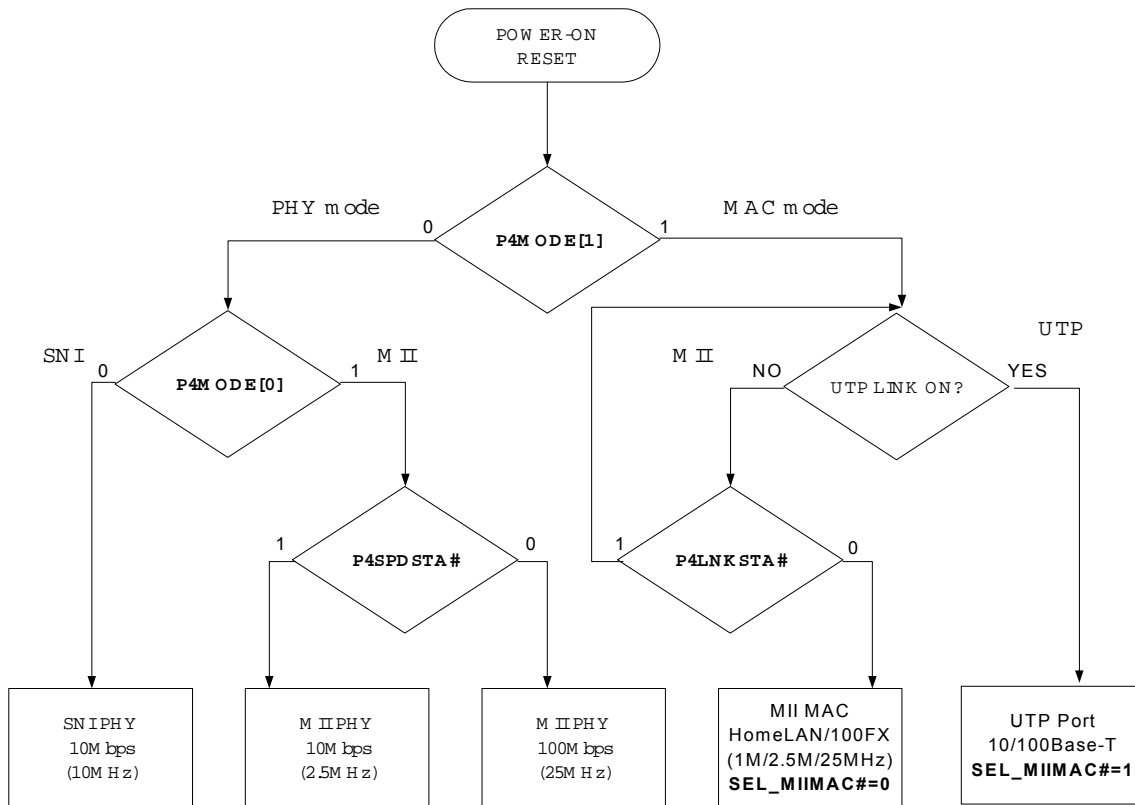 POWER-ON
RESET
PHY mode
0
P4MODE[1]
1
MAC mode
SNI
0
P4MODE[0]
1
MII
MII
NO
UTP LINK ON?
YES
UTP
1
P4SPDSTA#
0
1
P4LNKSTA#
0
SNI PHY
10Mbps
(10MHz)
MII PHY
10Mbps
(2.5MHz)
MII PHY
100Mbps
(25MHz)
MII MAC
HomeLAN/100FX
(1M/2.5M/25MHz)
SEL_MIIMAC#=0
UTP Port
10/100Base-T
SEL_MIIMAC#=1